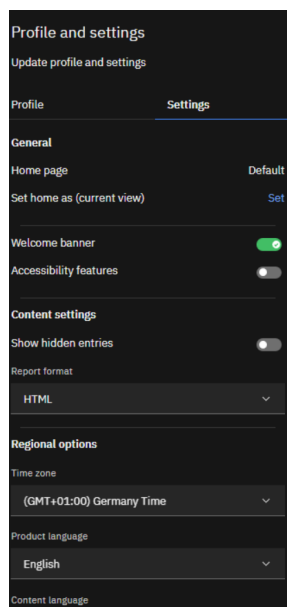 Profile and settings
Update profile and settings
Profile Settings
General
Home page Default
Set home as (current view) Set
Welcome banner
Accessibility features
Content settings
Show hidden entries
Report format
HTML
Regional options
Time zone
(GMT+01:00) Germany Time
Product language
English
Content language